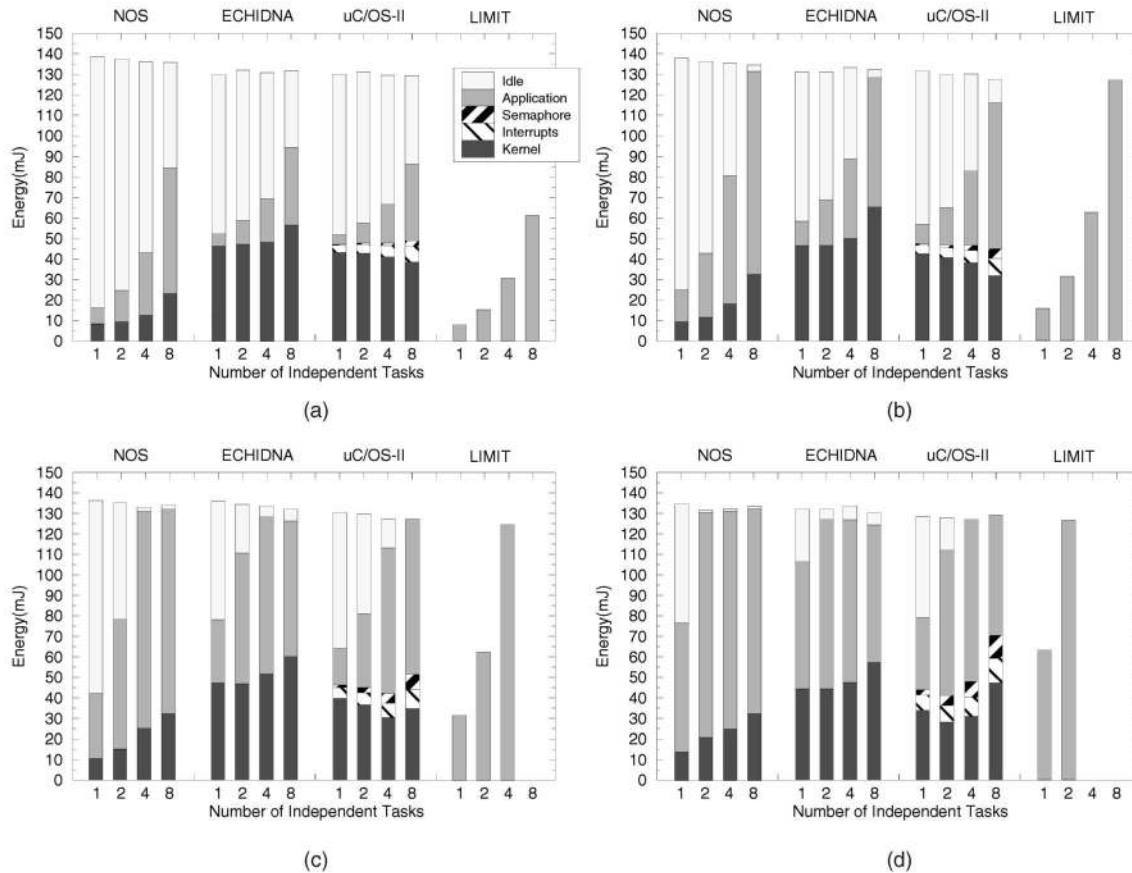 NOS ECHIDNA uC/OS-II LIMIT
150
140
130
120
110
100
90
80
70
60
50
40
30
20
10
0
Energy(mJ)
Idle
Application
Semaphore
Interrupts
Kernel
1 2 4 8 1 2 4 8 1 2 4 8 1 2 4 8
Number of Independent Tasks
(a)
NOS ECHIDNA uC/OS-II LIMIT
150
140
130
120
110
100
90
80
70
60
50
40
30
20
10
0
Energy(mJ)
1 2 4 8 1 2 4 8 1 2 4 8 1 2 4 8
Number of Independent Tasks
(b)
NOS ECHIDNA uC/OS-II LIMIT
150
140
130
120
110
100
90
80
70
60
50
40
30
20
10
0
Energy(mJ)
1 2 4 8 1 2 4 8 1 2 4 8 1 2 4 8
Number of Independent Tasks
(c)
NOS ECHIDNA uC/OS-II LIMIT
150
140
130
120
110
100
90
80
70
60
50
40
30
20
10
0
Energy(mJ)
1 2 4 8 1 2 4 8 1 2 4 8 1 2 4 8
Number of Independent Tasks
(d)